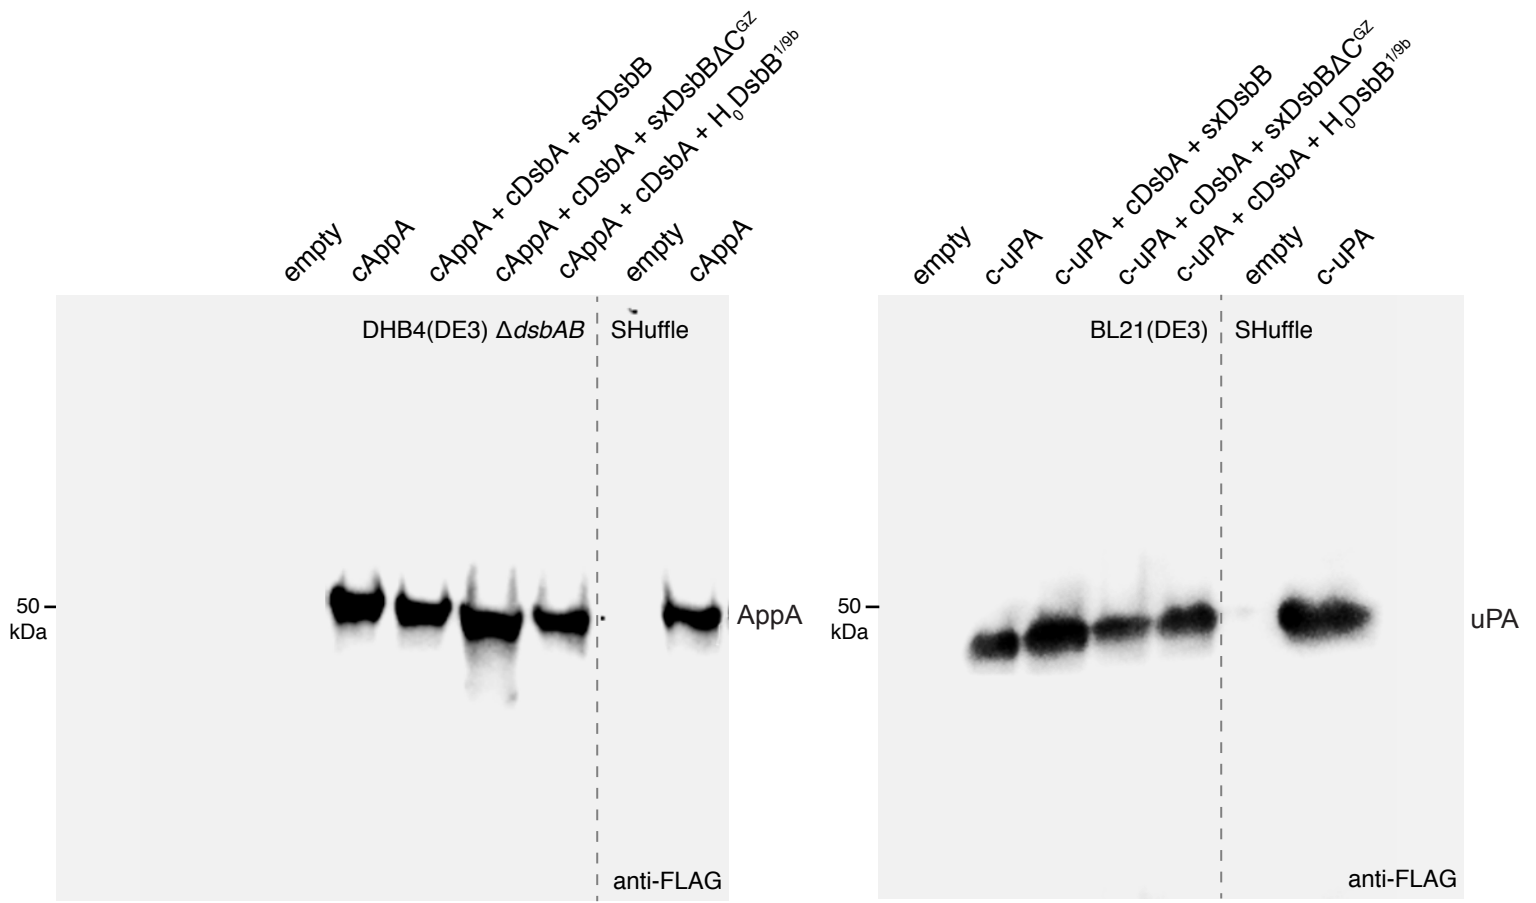 empty
cAppA
cAppA + cDsbA + sxDsbB
cAppA + cDsbA + sxDsbBΔC^GZ
cAppA + cDsbA + H₀DsbB^1/9b
empty
cAppA
DHB4(DE3) ΔdsbAB
SHuffle
50
kDa
AppA
anti-FLAG
empty
c-uPA
c-uPA + cDsbA + sxDsbB
c-uPA + cDsbA + sxDsbBΔC^GZ
c-uPA + cDsbA + H₀DsbB^1/9b
empty
c-uPA
BL21(DE3)
SHuffle
50
kDa
uPA
anti-FLAG